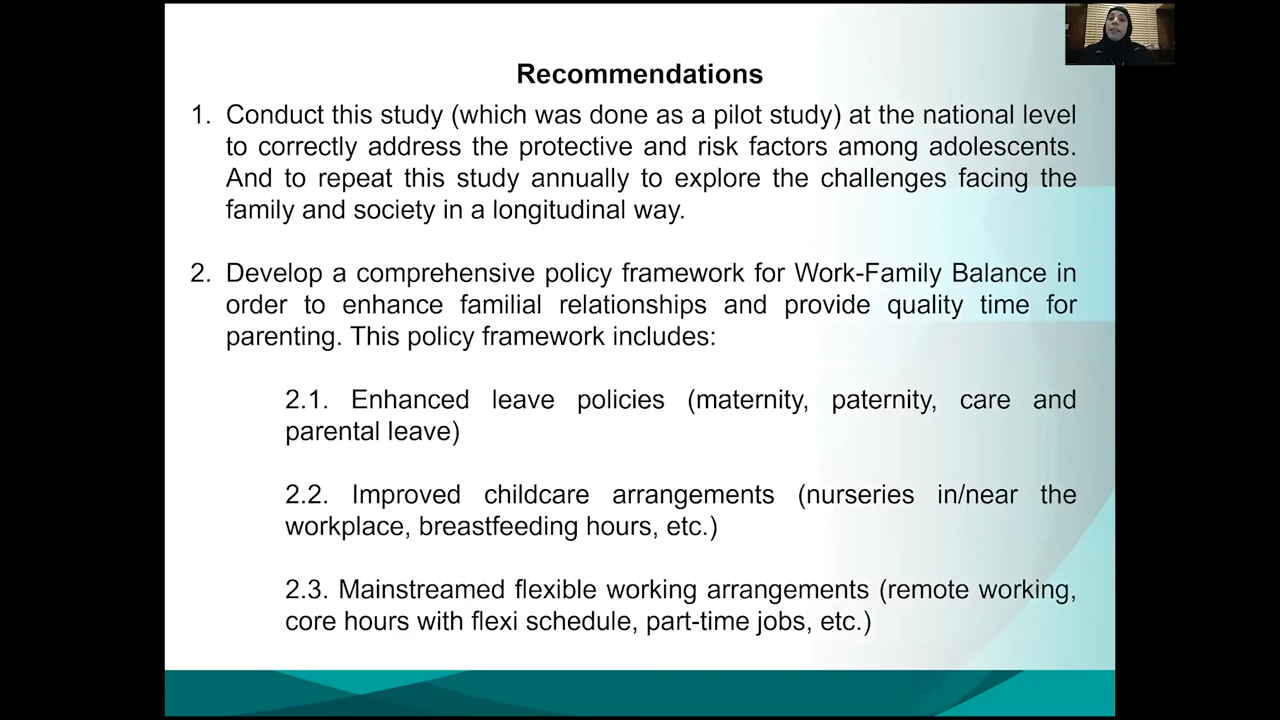 Recommendations
1. Conduct this study (which was done as a pilot study) at the national level
to correctly address the protective and risk factors among adolescents.
And to repeat this study annually to explore the challenges facing the
family and society in a longitudinal way.
2. Develop a comprehensive policy framework for Work-Family Balance in
order to enhance familial relationships and provide quality time for
parenting. This policy framework includes:
2.1. Enhanced leave policies (maternity, paternity, care and
parental leave)
2.2. Improved childcare arrangements (nurseries in/near the
workplace, breastfeeding hours, etc.)
2.3. Mainstreamed flexible working arrangements (remote working,
core hours with flexi schedule, part-time jobs, etc.)